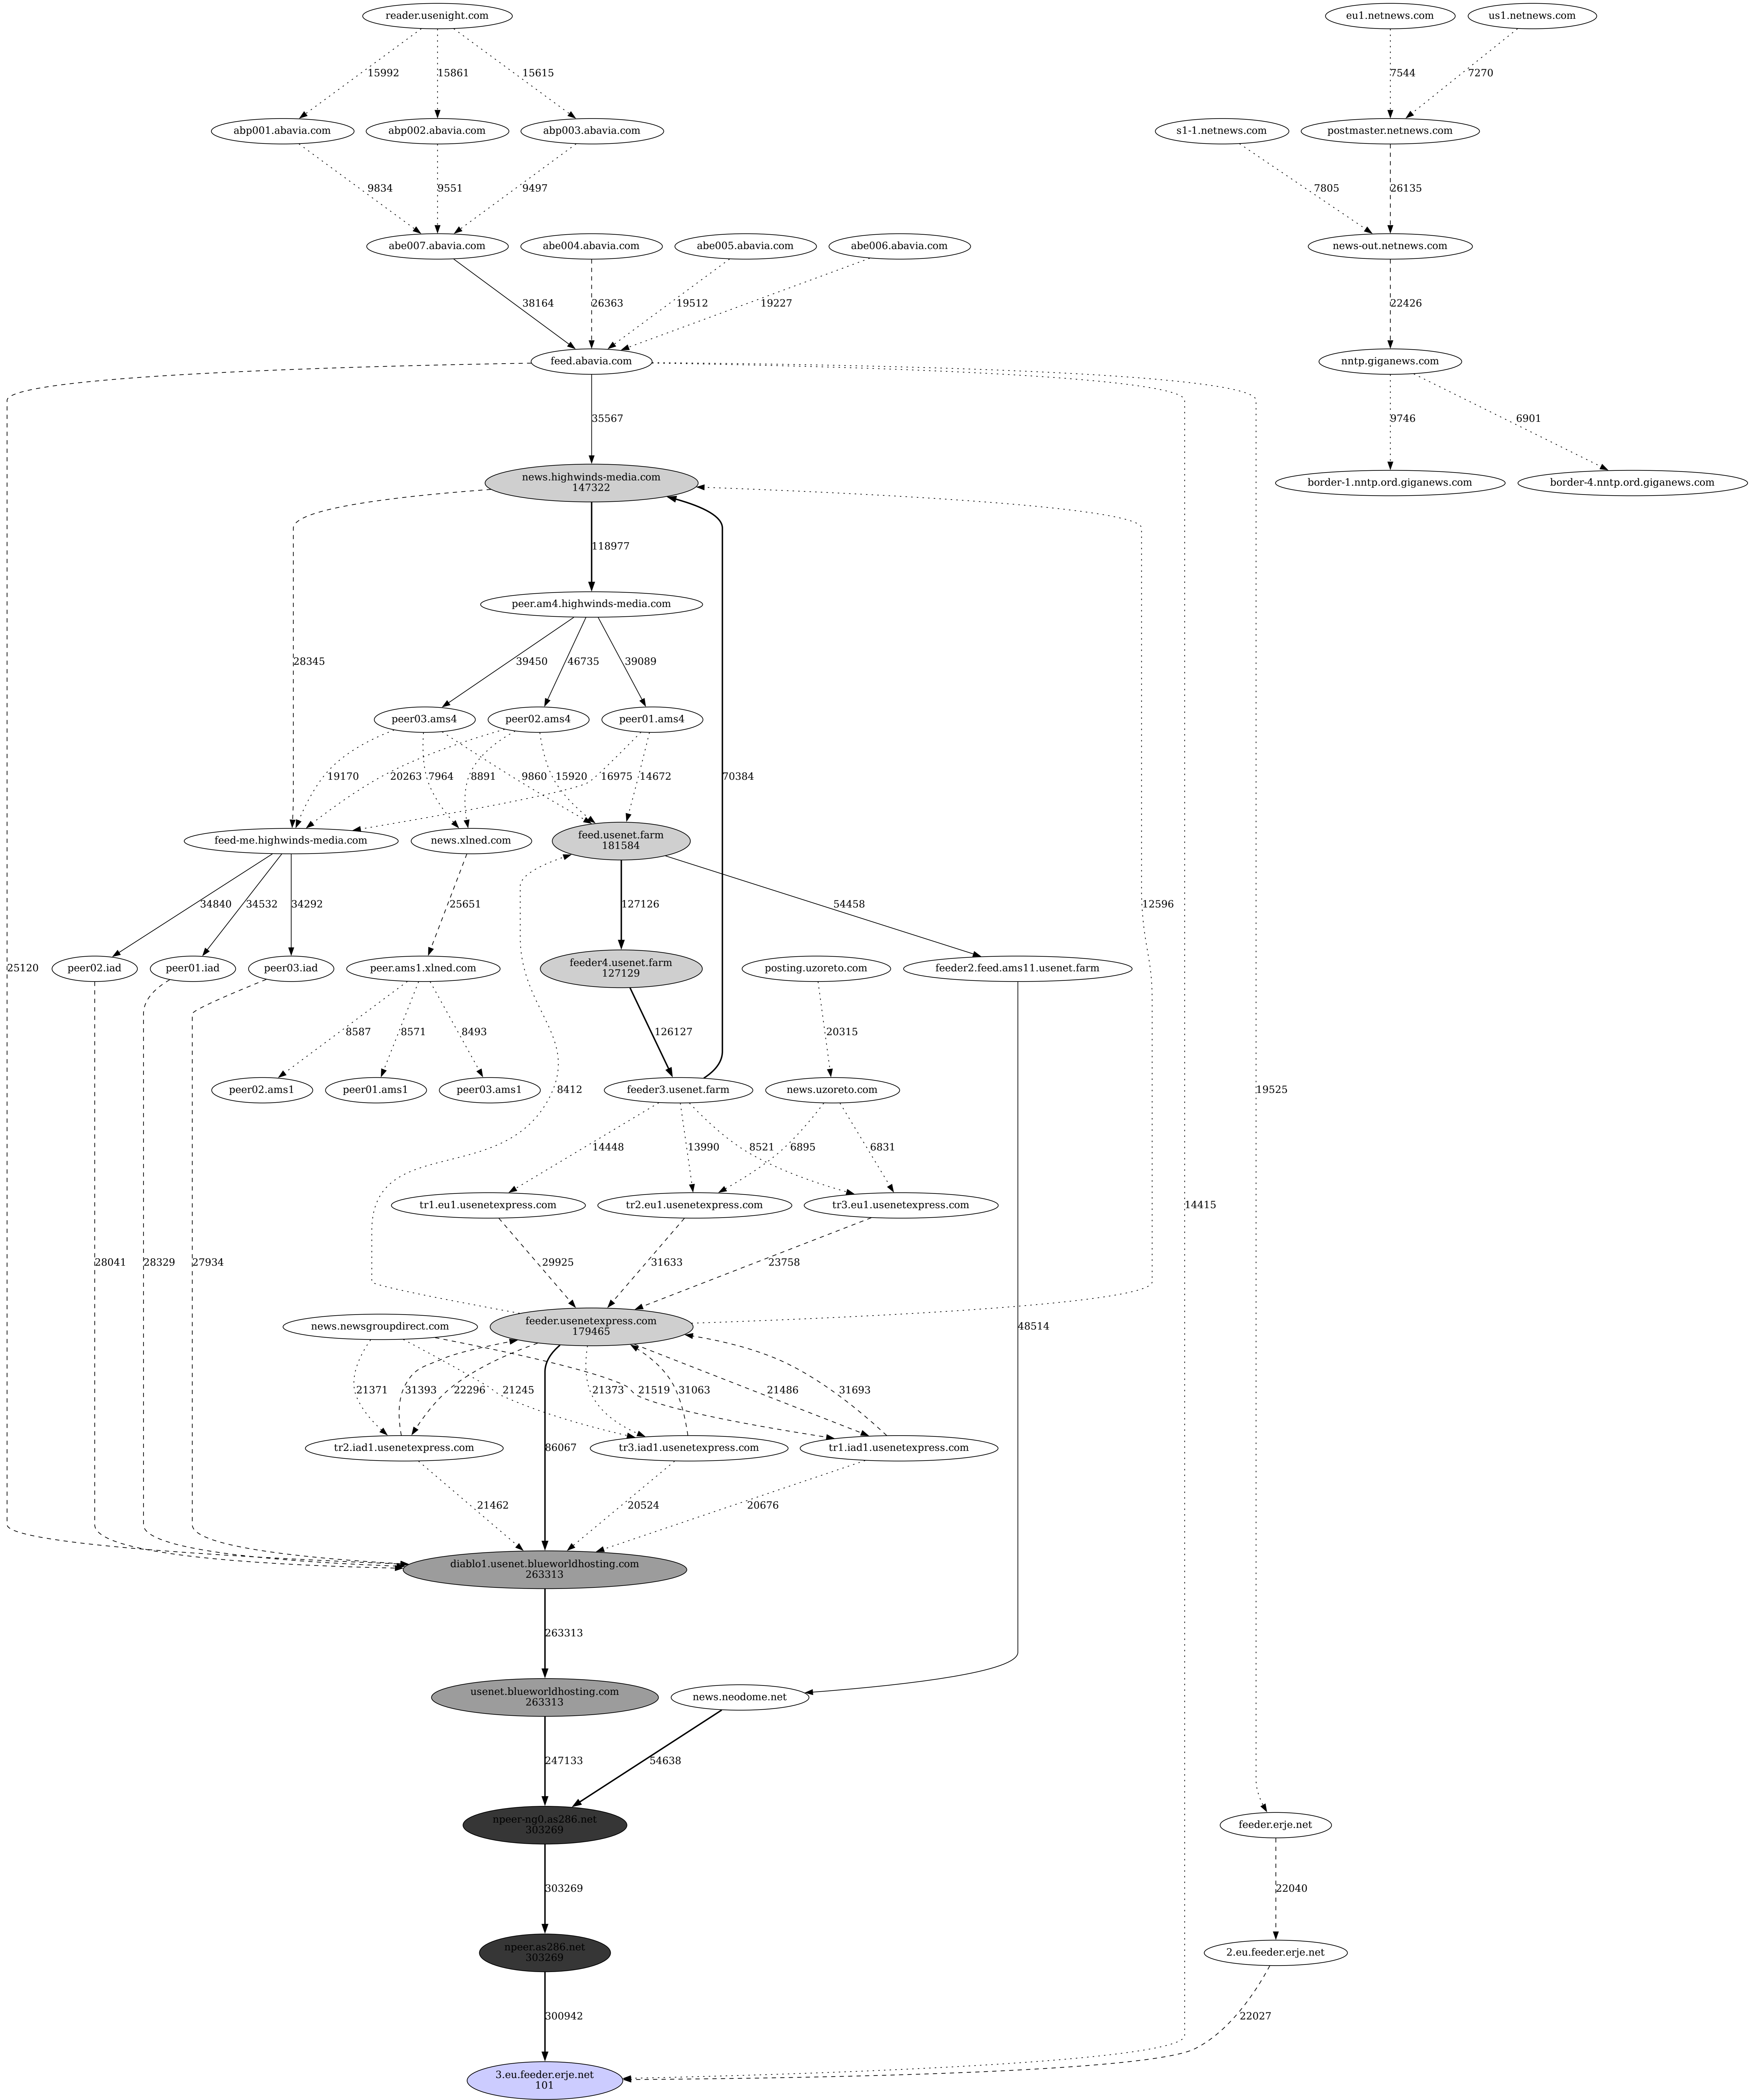 reader.usenight.com
eu1.netnews.com
us1.netnews.com
15992
15861
15615
7544
7270
abp001.abavia.com
abp002.abavia.com
abp003.abavia.com
s1-1.netnews.com
postmaster.netnews.com
9834
9551
9497
7805
26135
abe007.abavia.com
abe004.abavia.com
abe005.abavia.com
abe006.abavia.com
news-out.netnews.com
38164
26363
19512
19227
22426
feed.abavia.com
nntp.giganews.com
35567
9746
6901
news.highwinds-media.com
147322
border-1.nntp.ord.giganews.com
border-4.nntp.ord.giganews.com
118977
peer.am4.highwinds-media.com
28345
39450
46735
39089
peer03.ams4
peer02.ams4
peer01.ams4
19170
20263
7964
8891
9860
15920
16975
14672
70384
feed-me.highwinds-media.com
news.xlned.com
feed.usenet.farm
181584
34840
34532
34292
25651
127126
54458
12596
25120
peer02.iad
peer01.iad
peer03.iad
peer.ams1.xlned.com
feeder4.usenet.farm
127129
posting.uzoreto.com
feeder2.feed.ams11.usenet.farm
8587
8571
8493
126127
20315
peer02.ams1
peer01.ams1
peer03.ams1
8412
feeder3.usenet.farm
news.uzoreto.com
19525
14448
13990
8521
6895
6831
tr1.eu1.usenetexpress.com
tr2.eu1.usenetexpress.com
tr3.eu1.usenetexpress.com
14415
28041
28329
27934
29925
31633
23758
news.newsgroupdirect.com
feeder.usenetexpress.com
179465
48514
21371
31393
22296
21245
21373
21519
31063
21486
31693
tr2.iad1.usenetexpress.com
86067
tr3.iad1.usenetexpress.com
tr1.iad1.usenetexpress.com
21462
20524
20676
diablo1.usenet.blueworldhosting.com
263313
263313
usenet.blueworldhosting.com
263313
news.neodome.net
247133
54638
npeer-ng0.as286.net
303269
feeder.erje.net
303269
22040
npeer.as286.net
303269
2.eu.feeder.erje.net
300942
22027
3.eu.feeder.erje.net
101